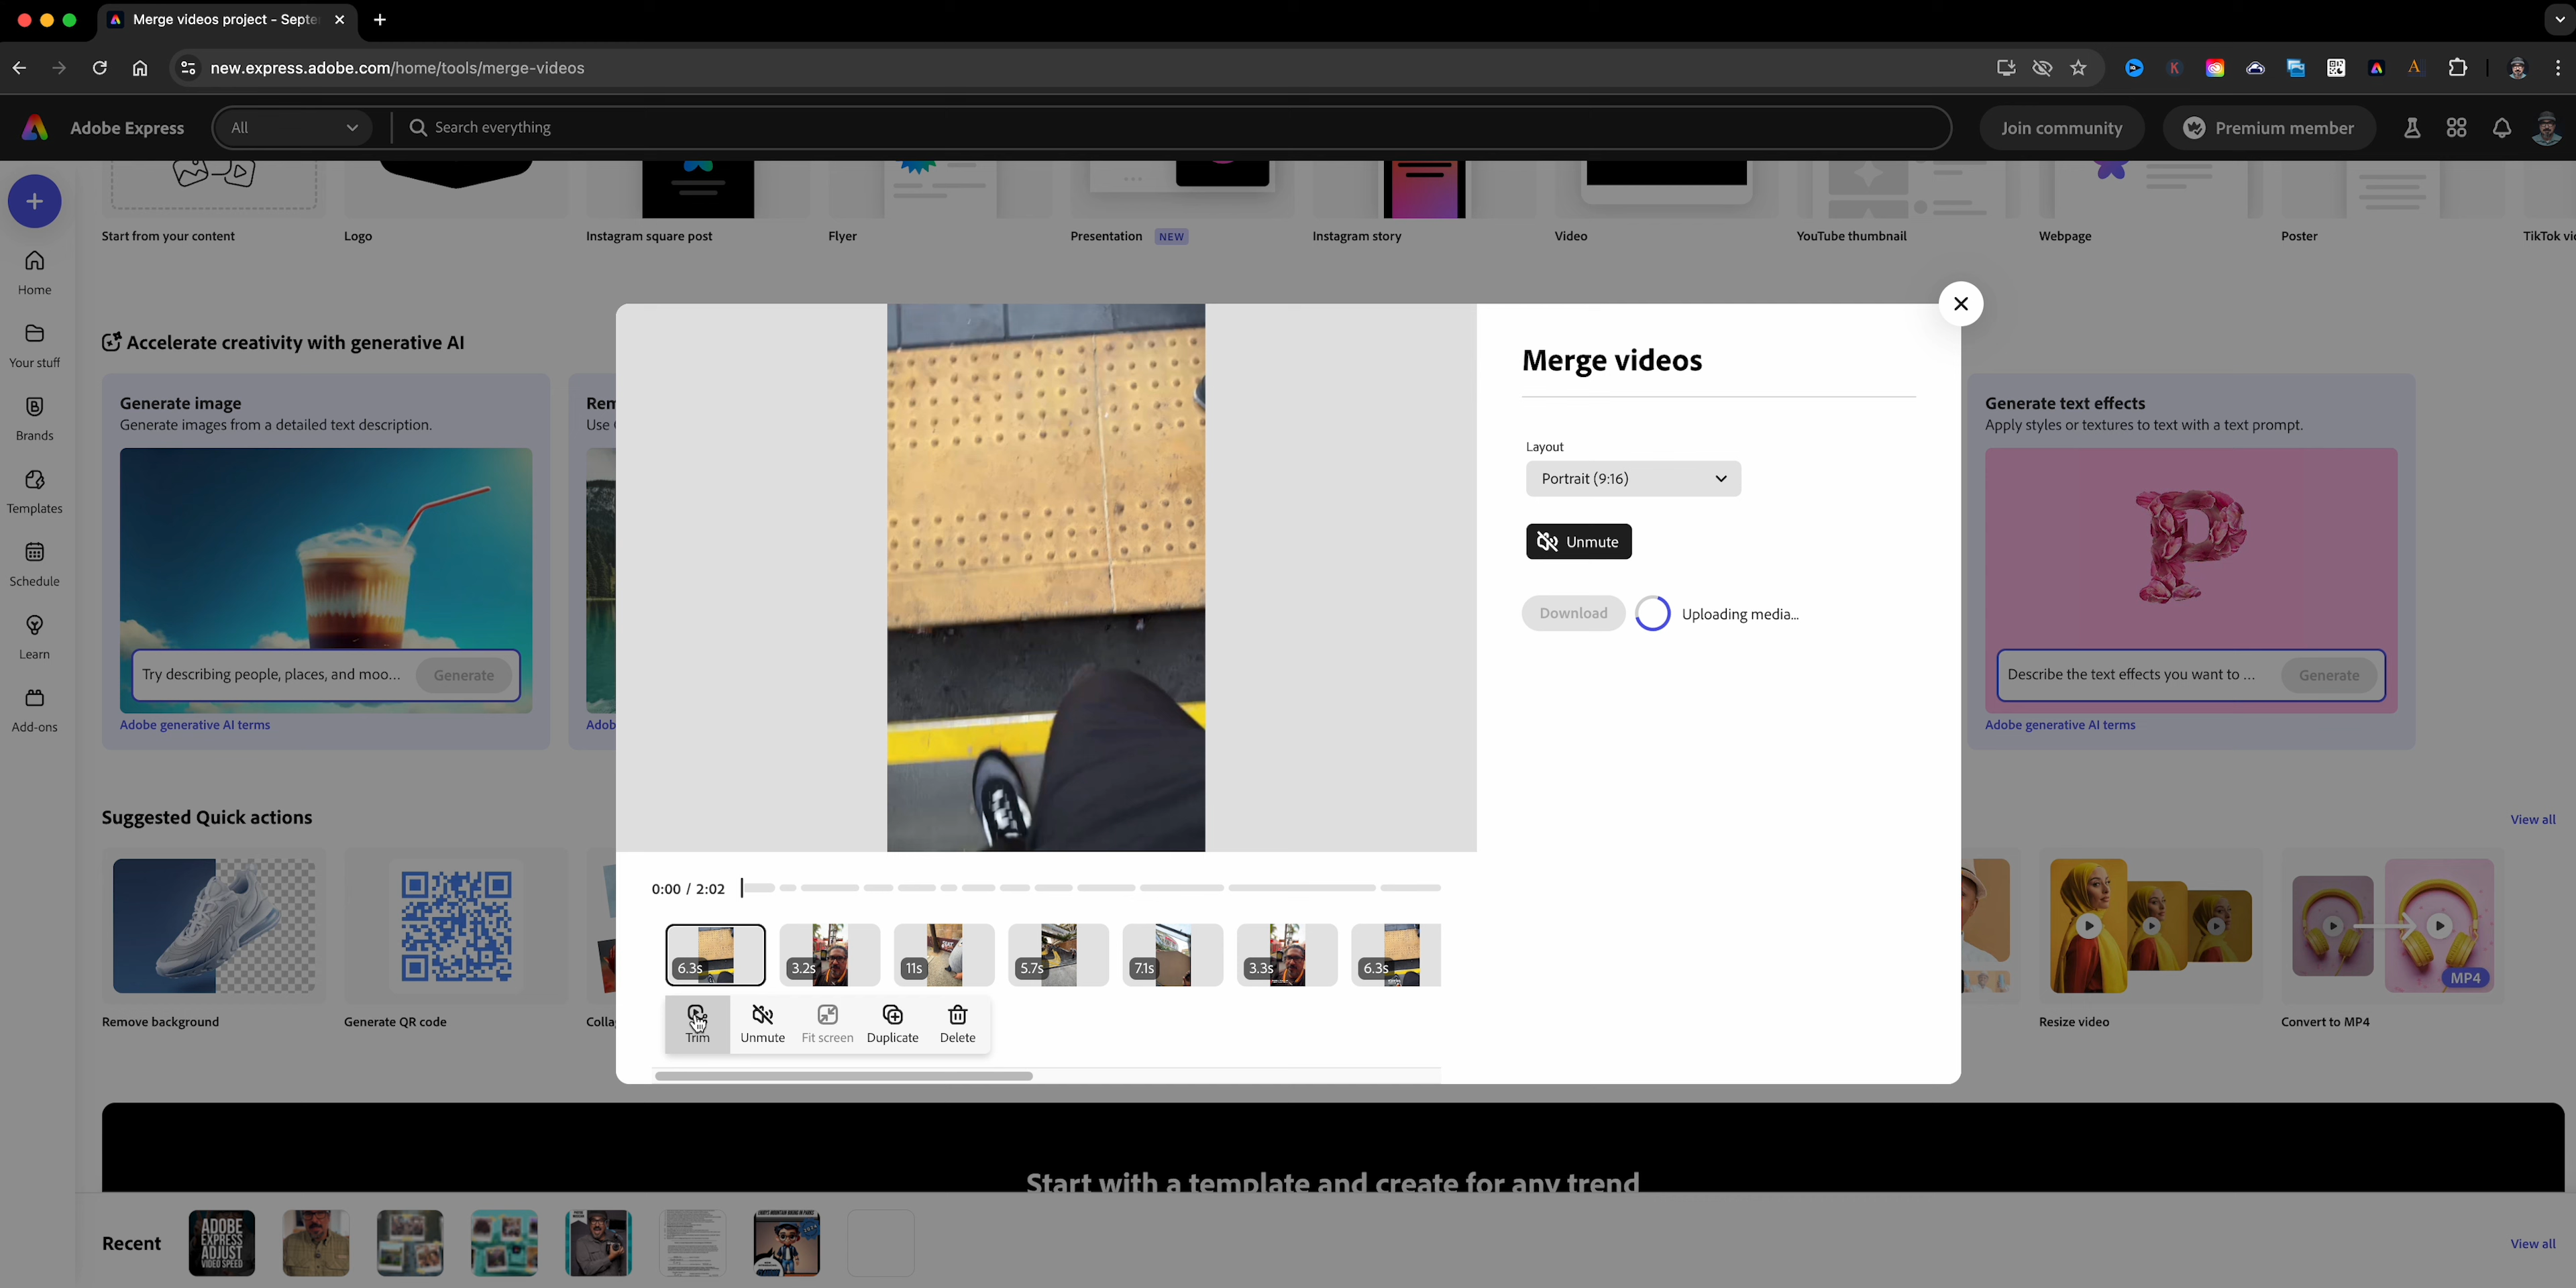 Merge videos project - Septe
new.express.adobe.com/home/tools/merge-videos
Adobe Express
All
Search everything
Join community
Premium member
Start from your content
Logo
Instagram square post
Flyer
Presentation NEW
Instagram story
Video
YouTube thumbnail
Webpage
Poster
TikTok vi
Home
Your stuff
Brands
Templates
Schedule
Learn
Add-ons
Accelerate creativity with generative AI
Generate image
Generate images from a detailed text description.
Try describing people, places, and moo...
Generate
Adobe generative AI terms
Rem
Use
Adob
Merge videos
Layout
Portrait (9:16)
Unmute
Download
Uploading media...
0:00 / 2:02
6.3s
3.2s
11s
5.7s
7.1s
3.3s
6.3s
Trim
Unmute
Fit screen
Duplicate
Delete
Generate text effects
Apply styles or textures to text with a text prompt.
Describe the text effects you want to ...
Generate
Adobe generative AI terms
Suggested Quick actions
View all
Remove background
Generate QR code
Colla
Resize video
MP4
Convert to MP4
Start with a template and create for any trend
Recent
ADOBE
EXPRESS
ADJUST
VIDEO SPEED
View all